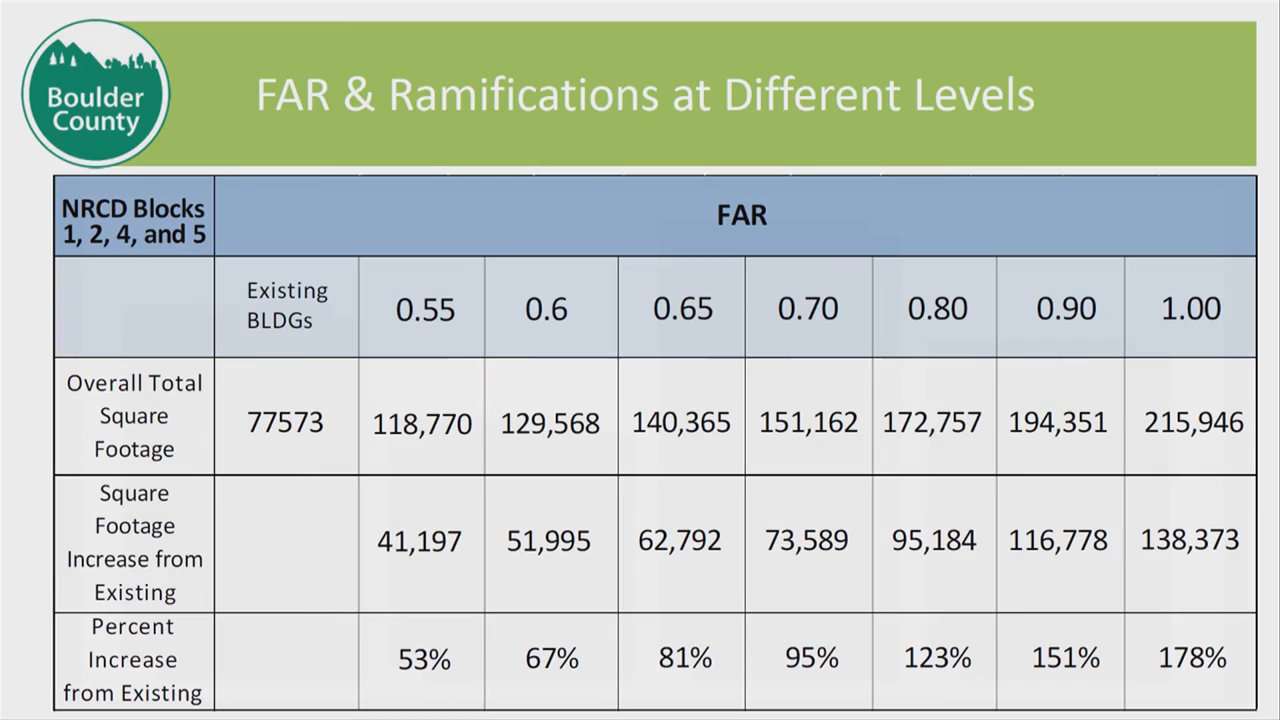 Boulder
County
FAR & Ramifications at Different Levels
NRCD Blocks
1, 2, 4, and 5
FAR
Existing
BLDGs
0.55
0.6
0.65
0.70
0.80
0.90
1.00
Overall Total
Square
Footage
77573
118,770
129,568
140,365
151,162
172,757
194,351
215,946
Square
Footage
Increase from
Existing
41,197
51,995
62,792
73,589
95,184
116,778
138,373
Percent
Increase
from Existing
53%
67%
81%
95%
123%
151%
178%